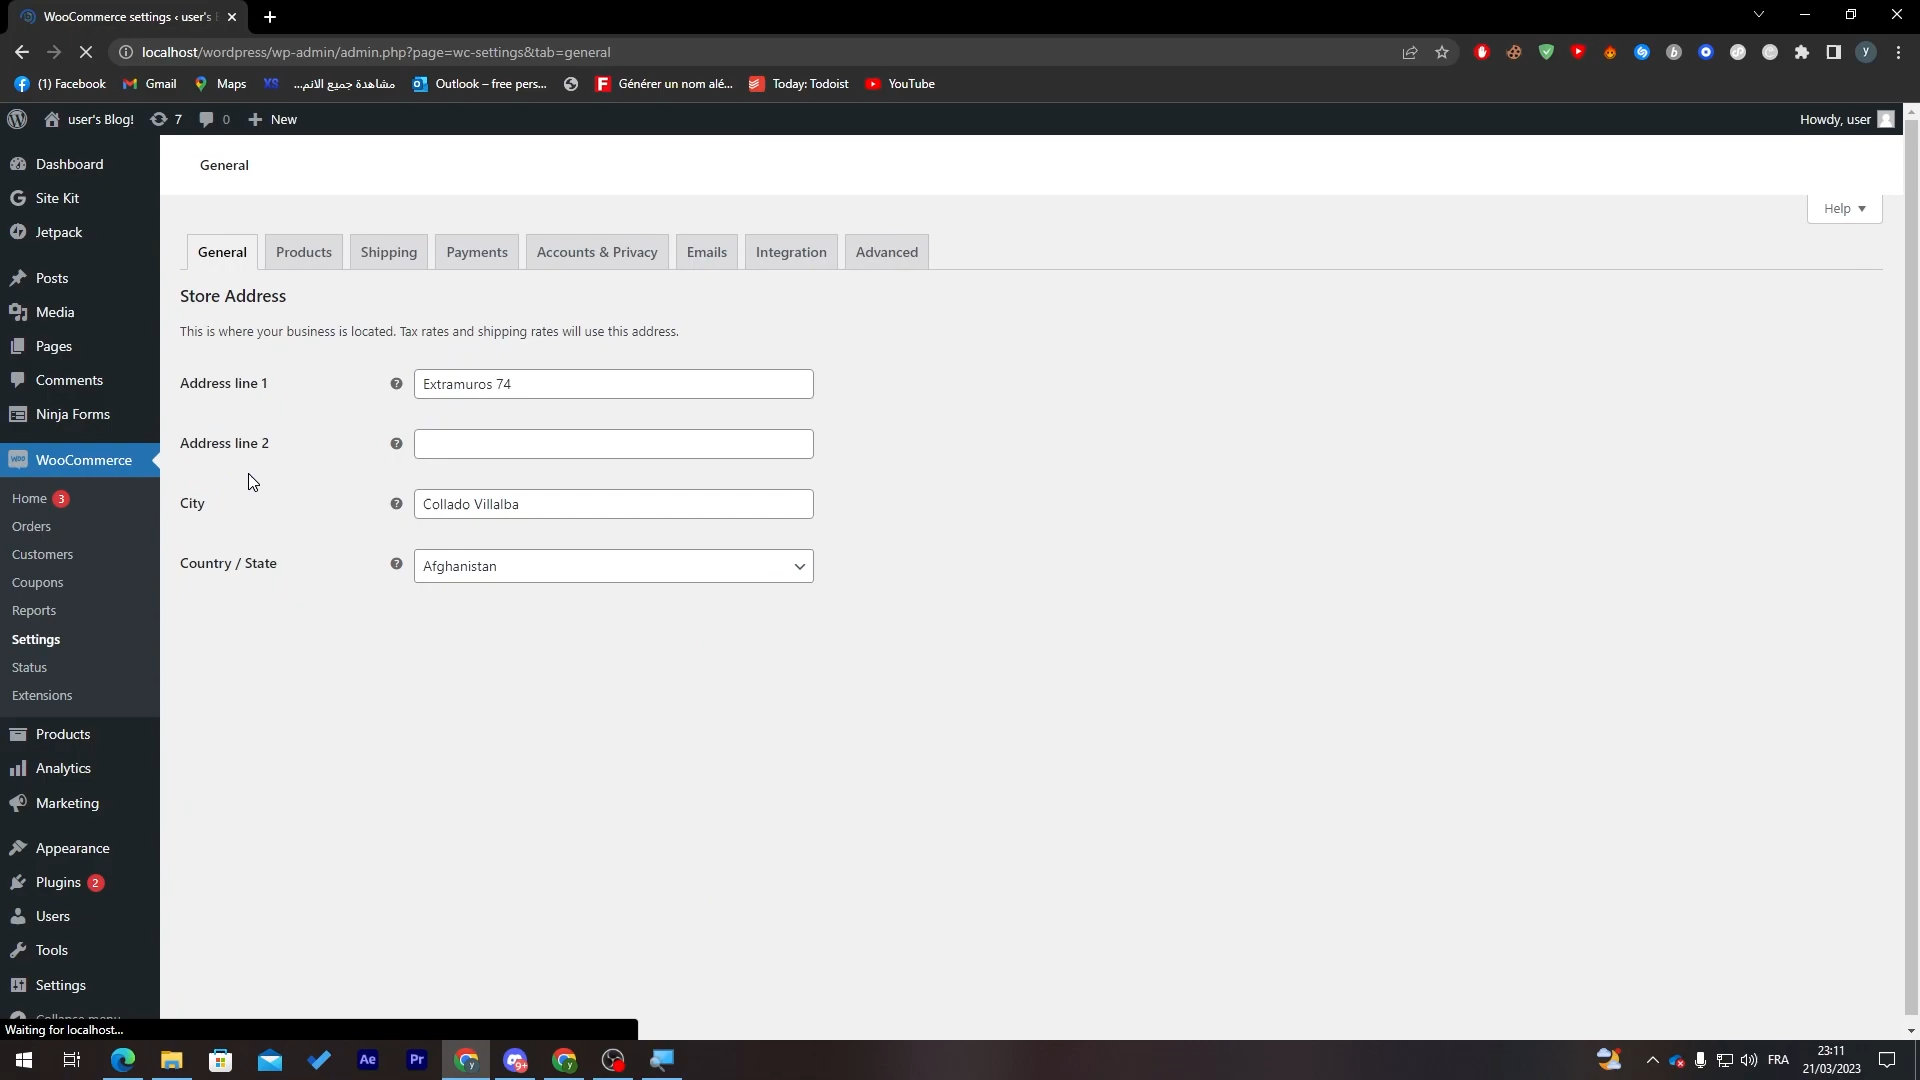 WooCommerce settings ‹ user's
localhost/wordpress/wp-admin/admin.php?page=wc-settings&tab=general
(1) Facebook
Gmail
Maps
XS
مشاهدة جميع الانم...
Outlook – free pers...
Générer un nom alé...
Today: Todoist
YouTube
user's Blog!
7
0
New
Howdy, user
Dashboard
Site Kit
Jetpack
Posts
Media
Pages
Comments
Ninja Forms
WooCommerce
Home 3
Orders
Customers
Coupons
Reports
Settings
Status
Extensions
Products
Analytics
Marketing
Appearance
Plugins 2
Users
Tools
Settings
Collapse menu
General
Help
General
Products
Shipping
Payments
Accounts & Privacy
Emails
Integration
Advanced
Store Address
This is where your business is located. Tax rates and shipping rates will use this address.
Address line 1
Extramuros 74
Address line 2
City
Collado Villalba
Country / State
Afghanistan
Waiting for localhost...
Ae
Pr
9+
FRA
23:11
21/03/2023